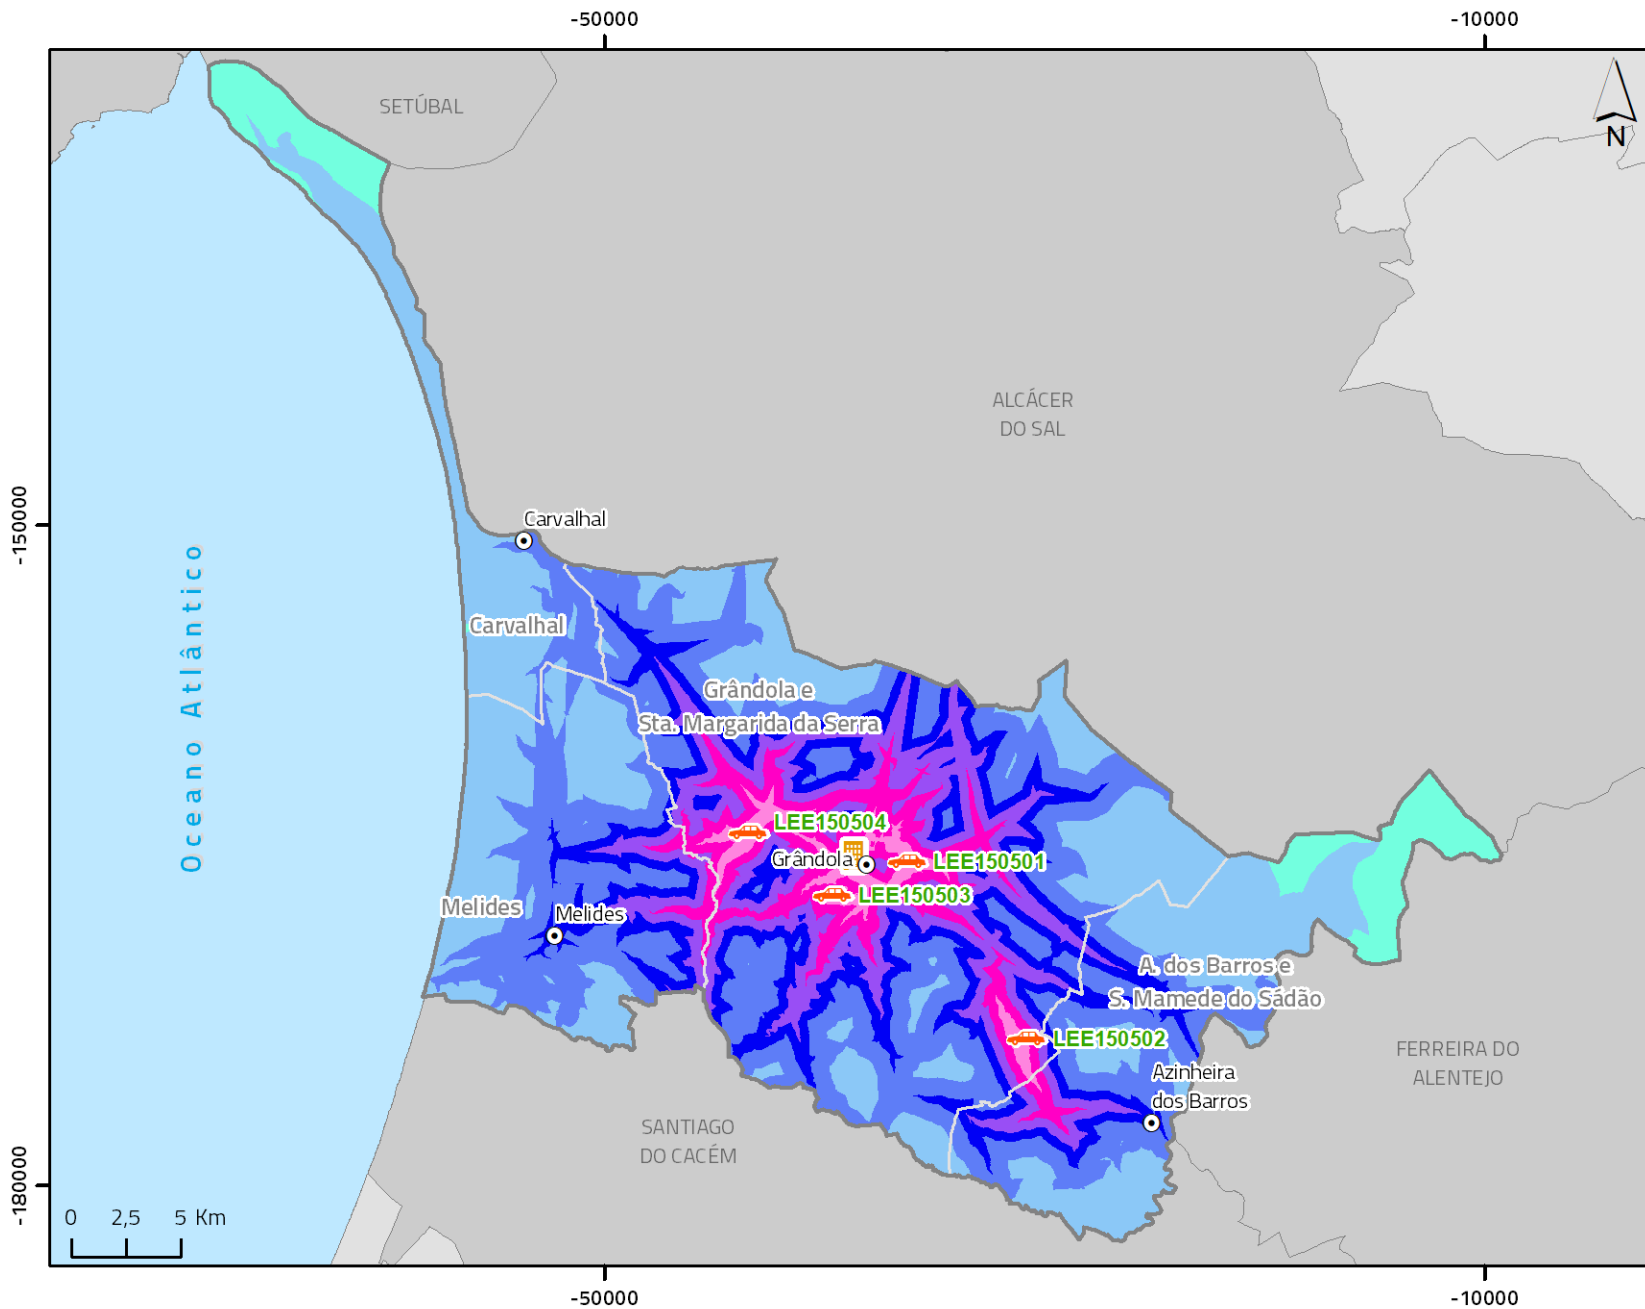 -50000
-10000
SETÚBAL
N
ALCÁCER
DO SAL
-150000
Carvalhal
Oceano Atlântico
Carvalhal
Grândola e
Sta. Margarida da Serra
LEE150504
Grândola
LEE150501
LEE150503
Melides
Melides
A. dos Barros e
S. Mamede do Sádão
LEE150502
FERREIRA DO
ALENTEJO
Azinheira
dos Barros
SANTIAGO
DO CACÉM
-180000
0 2,5 5 Km
-50000
-10000